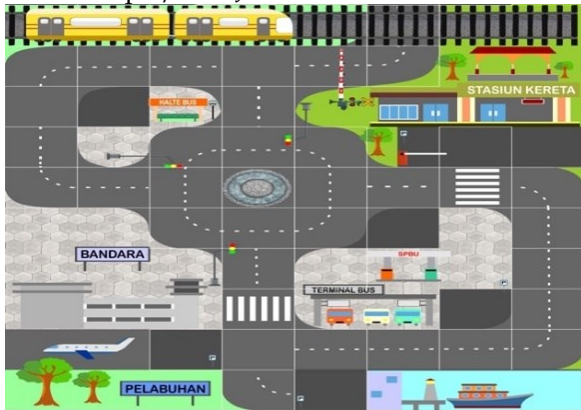 HALTE BUS
STASIUN KERETA
BANDARA
SPBU
TERMINAL BUS
PELABUHAN